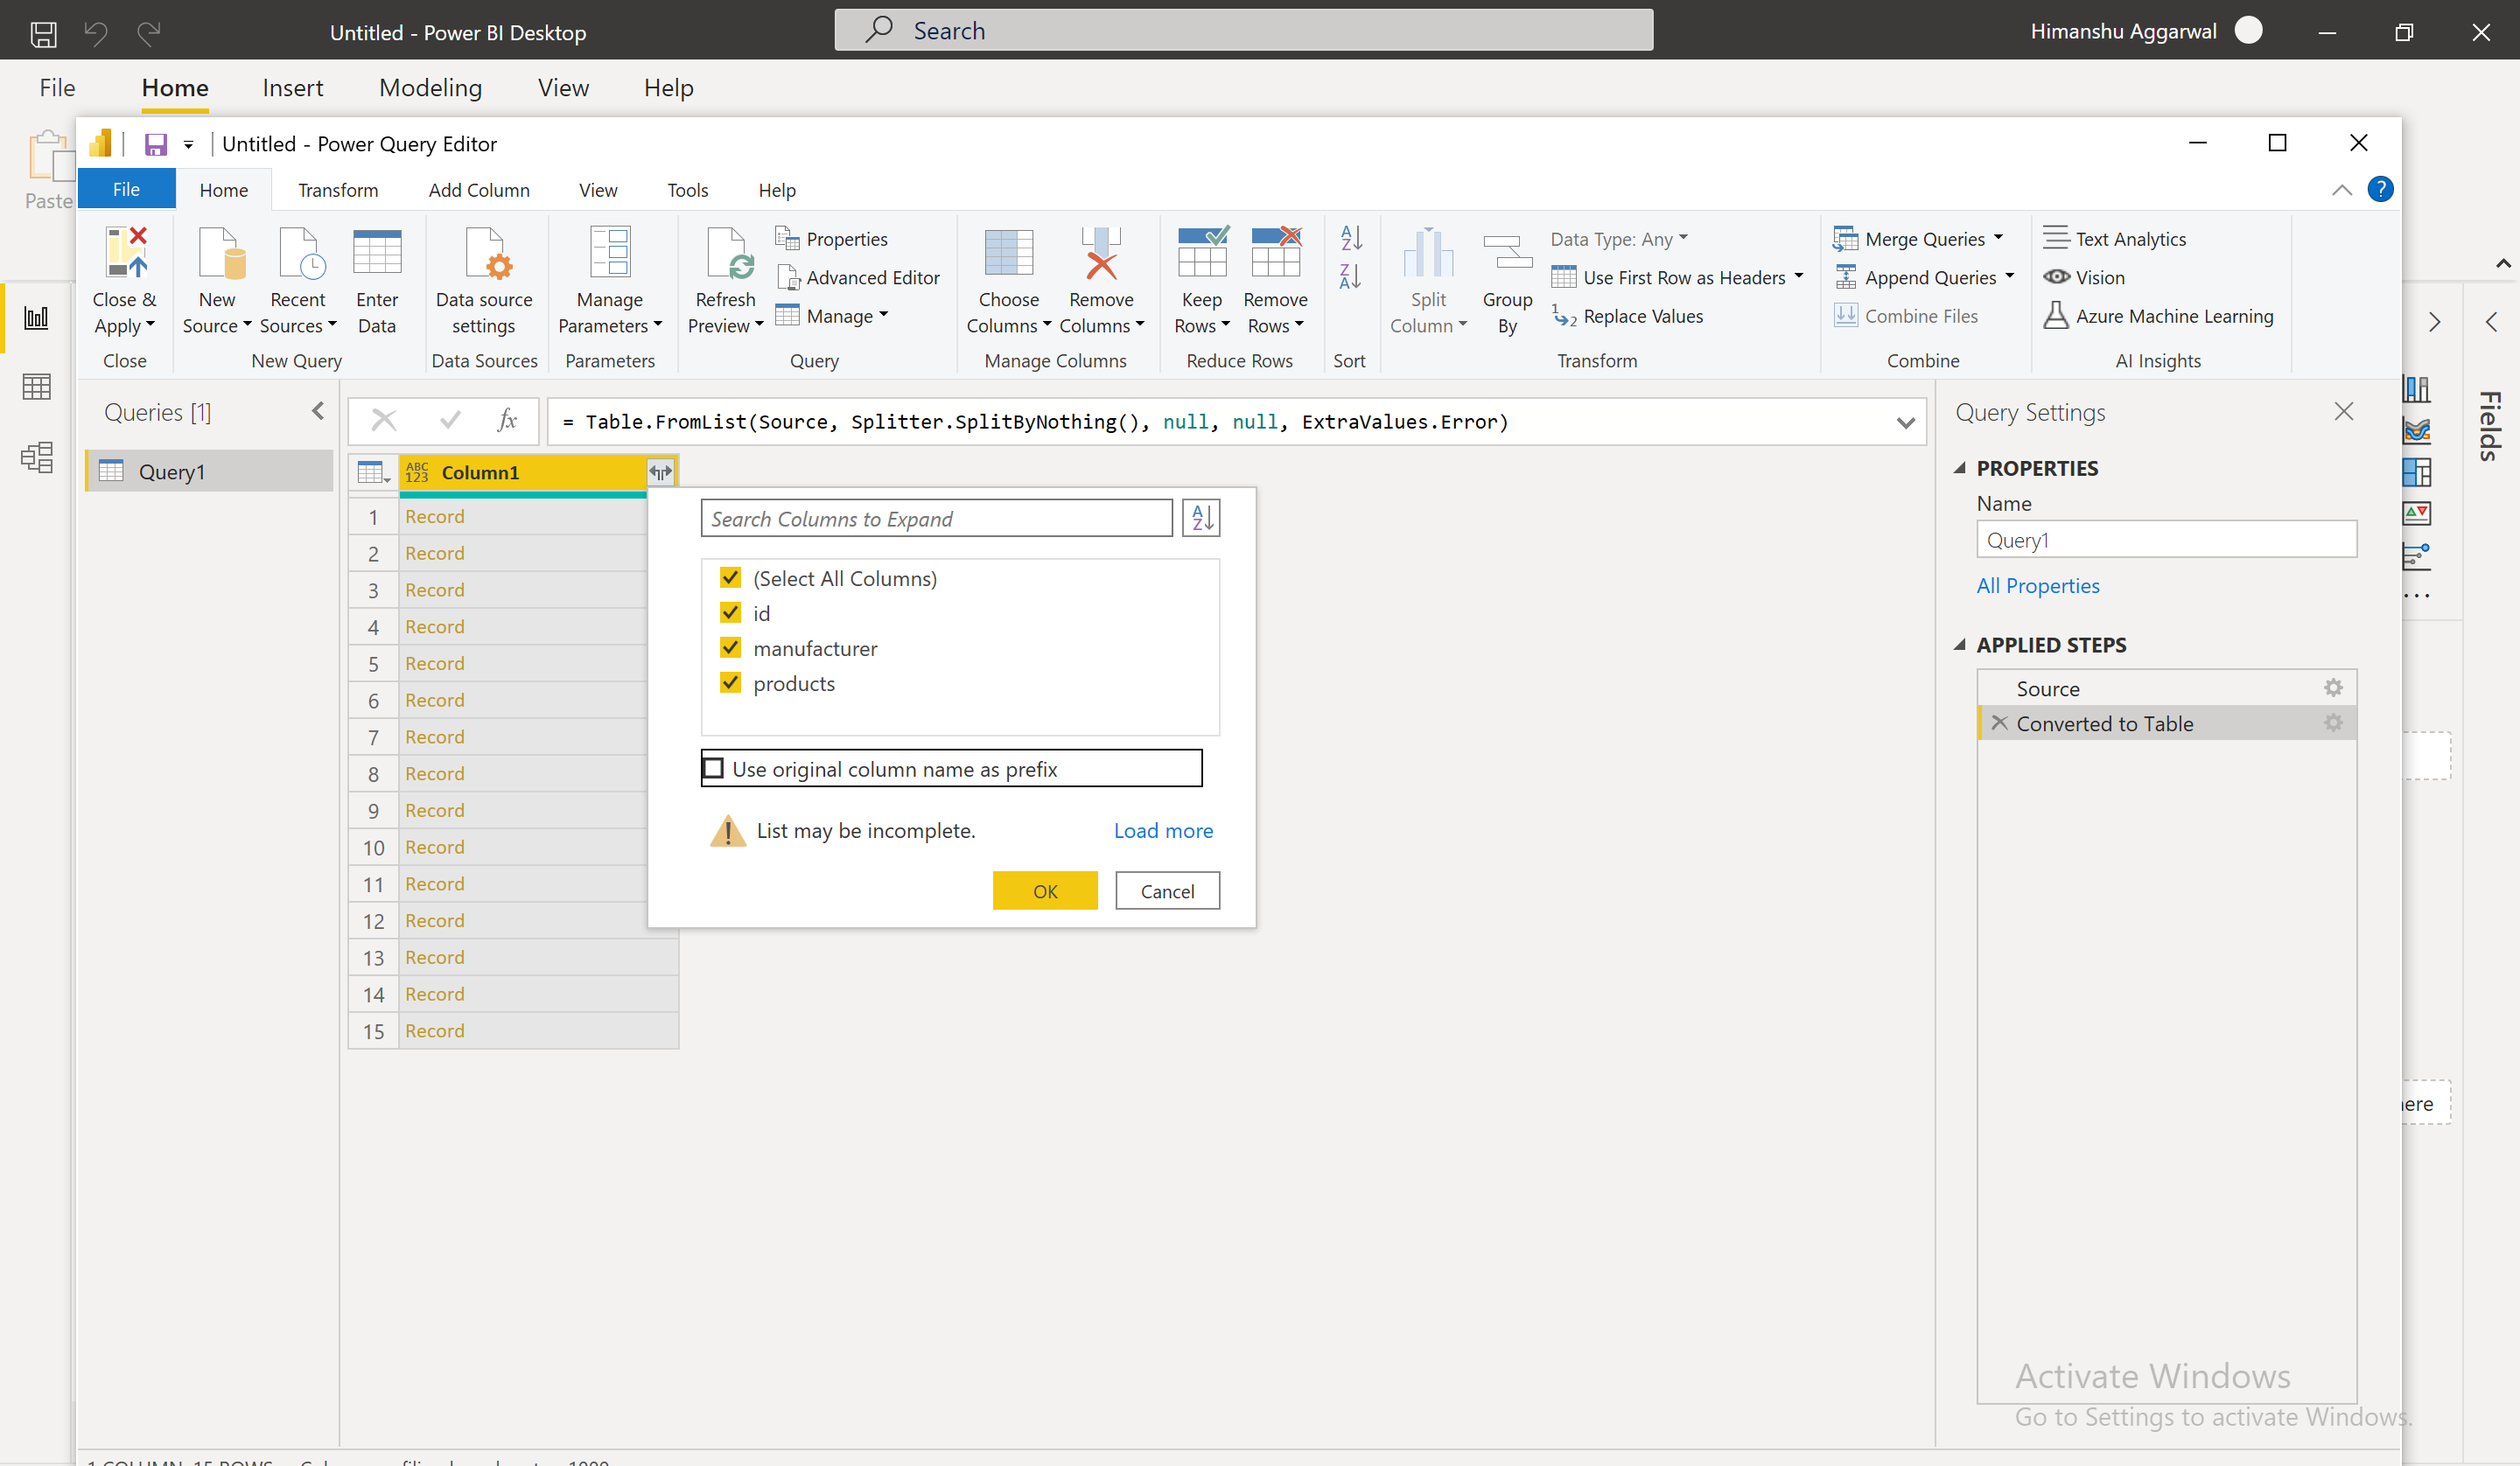 Untitled - Power BI Desktop
Search
Himanshu Aggarwal
File Home Insert Modeling View Help
Paste
Untitled - Power Query Editor
File Home Transform Add Column View Tools Help
?
Close &
Apply
Close
New
Source
Recent
Sources
Enter
Data
New Query
Data source
settings
Data Sources
Manage
Parameters
Parameters
Refresh
Preview
Properties
Advanced Editor
Manage
Query
Choose
Columns
Remove
Columns
Manage Columns
Keep
Rows
Remove
Rows
Reduce Rows
A
Z
Z
A
Sort
Split
Column
Group
By
Data Type: Any
Use First Row as Headers
1
2
Replace Values
Transform
Merge Queries
Append Queries
Combine Files
Combine
Text Analytics
Vision
Azure Machine Learning
AI Insights
Queries [1]
Query1
fx
= Table.FromList(Source, Splitter.SplitByNothing(), null, null, ExtraValues.Error)
ABC
123
Column1
1 Record
2 Record
3 Record
4 Record
5 Record
6 Record
7 Record
8 Record
9 Record
10 Record
11 Record
12 Record
13 Record
14 Record
15 Record
Search Columns to Expand
A
Z
(Select All Columns)
id
manufacturer
products
Use original column name as prefix
List may be incomplete.
Load more
OK
Cancel
Query Settings
PROPERTIES
Name
Query1
All Properties
APPLIED STEPS
Source
Converted to Table
Fields
Activate Windows
Go to Settings to activate Windows.